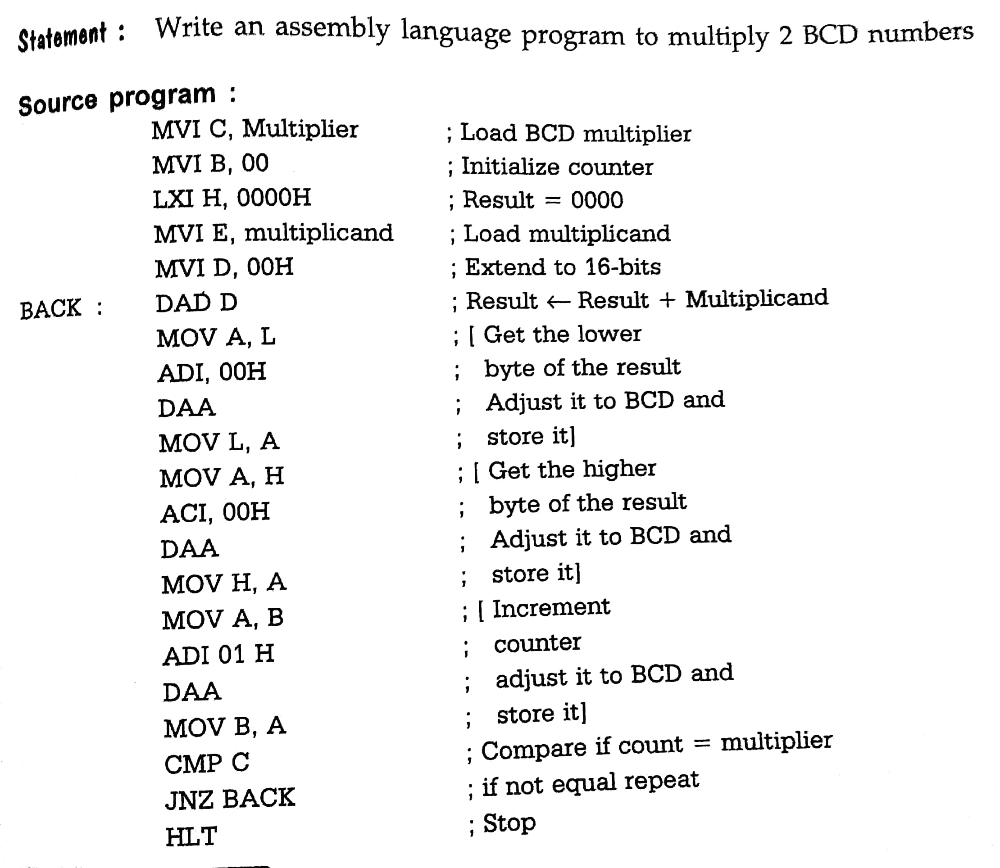 Statement : Write an assembly language program to multiply 2 BCD numbers
Source program :
MVI C, Multiplier ; Load BCD multiplier
MVI B, 00 ; Initialize counter
LXI H, 0000H ; Result = 0000
MVI E, multiplicand ; Load multiplicand
MVI D, 00H ; Extend to 16-bits
BACK : DAD D ; Result ← Result + Multiplicand
MOV A, L ; [ Get the lower
ADI, 00H ; byte of the result
DAA ; Adjust it to BCD and
MOV L, A ; store it]
MOV A, H ; [ Get the higher
ACI, 00H ; byte of the result
DAA ; Adjust it to BCD and
MOV H, A ; store it]
MOV A, B ; [ Increment
ADI 01 H ; counter
DAA ; adjust it to BCD and
MOV B, A ; store it]
CMP C ; Compare if count = multiplier
JNZ BACK ; if not equal repeat
HLT ; Stop